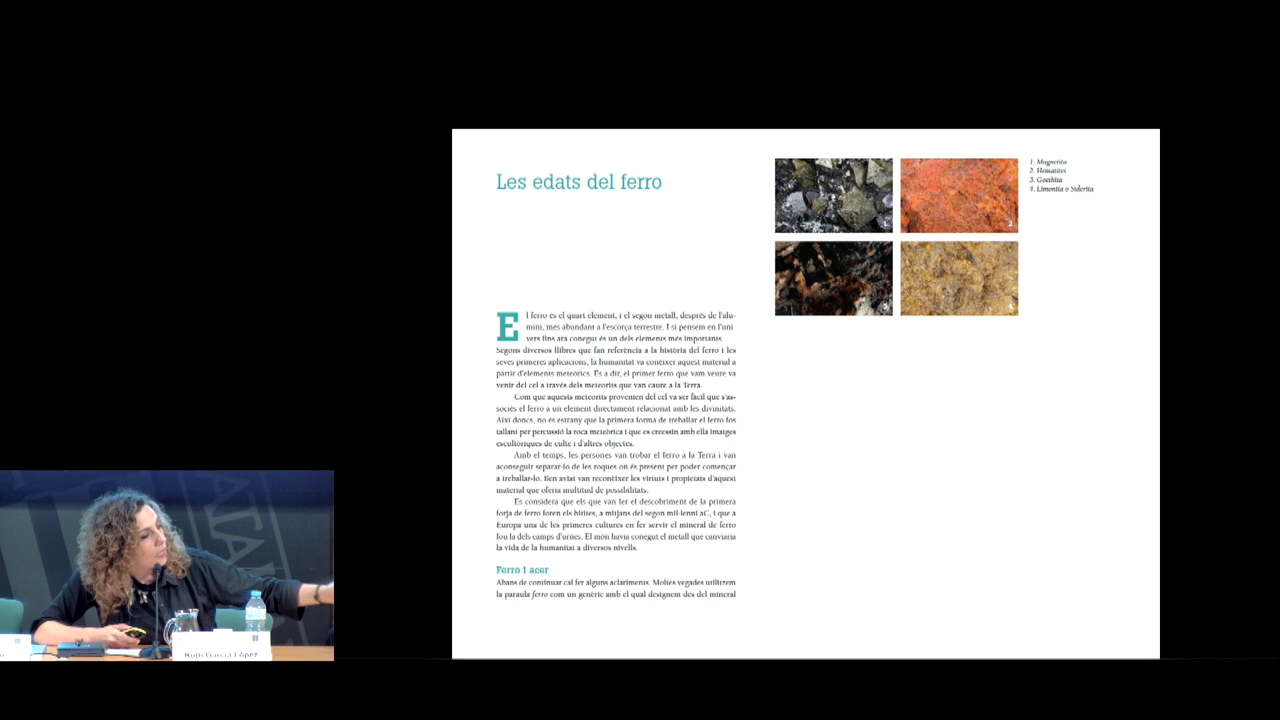 Les edats del ferro
1. Magnetita
2. Hematites
3. Goethita
4. Limonita o Siderita
1
2
3
4
El ferro és el quart element, i el segon metall, després de l'alu-
mini, més abundant a l'escorça terrestre. I si pensem en l'uni-
vers fins ara conegut és un dels elements més importants.
Segons diversos llibres que fan referència a la història del ferro i les
seves primeres aplicacions, la humanitat va conèixer aquest material a
partir d'elements meteòrics. És a dir, el primer ferro que vam veure va
venir del cel a través dels meteorits que van caure a la Terra.
Com que aquests meteorits provenien del cel va ser fàcil que s'as-
sociés el ferro a un element directament relacionat amb les divinitats.
Així doncs, no és estrany que la primera forma de treballar el ferro fos
tallant per percussió la roca meteòrica i que es creessin amb ella imatges
escultòriques de culte i d'altres objectes.
Amb el temps, les persones van trobar el ferro a la Terra i van
aconseguir separar-lo de les roques on és present per poder començar
a treballar-lo. Ben aviat van reconèixer les virtuts i propietats d'aquest
material que oferia multitud de possibilitats.
Es considera que els que van fer el descobriment de la primera
forja de ferro foren els hitites, a mitjans del segon mil·lenni aC, i que a
Europa una de les primeres cultures en fer servir el mineral de ferro
fou la dels camps d'urnes. El món havia conegut el metall que canviaria
la vida de la humanitat a diversos nivells.
Ferro i acer
Abans de continuar cal fer alguns aclariments. Moltes vegades utilitzem
la paraula ferro com un genèric amb el qual designem des del mineral
Ruth García López